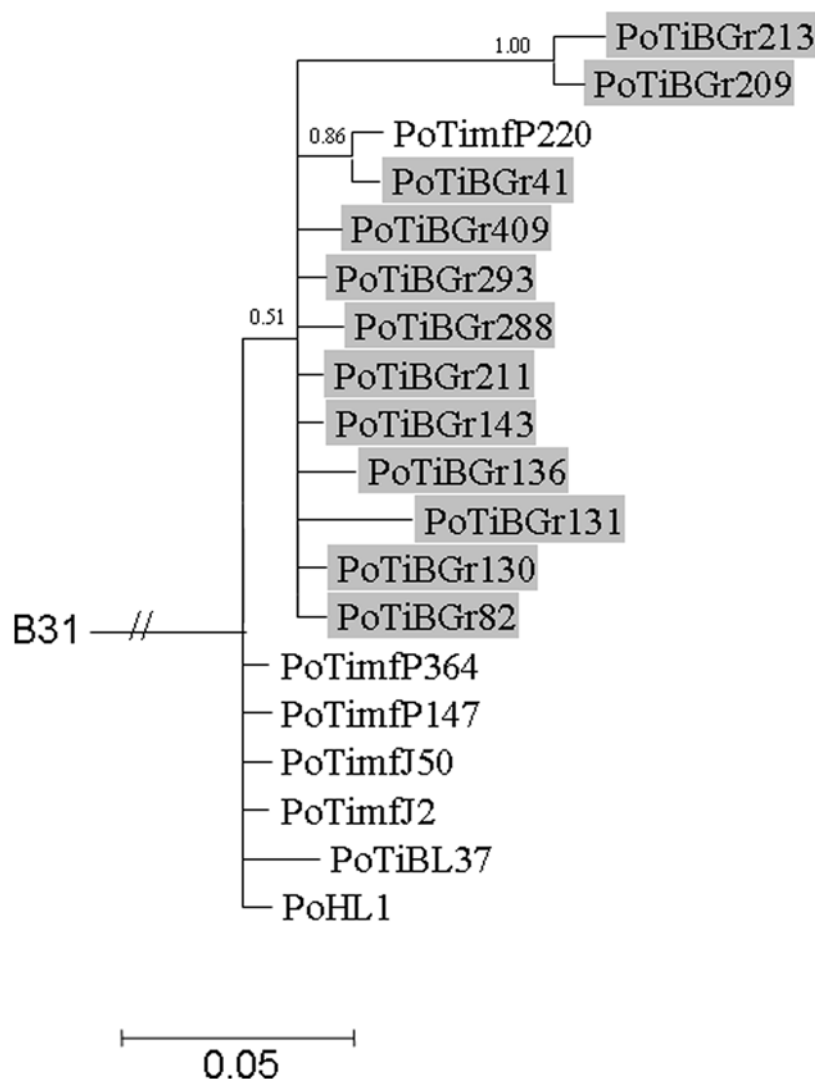 1.00
PoTiBGr213
PoTiBGr209
0.86
PoTimfP220
PoTiBGr41
PoTiBGr409
PoTiBGr293
0.51
PoTiBGr288
PoTiBGr211
PoTiBGr143
PoTiBGr136
PoTiBGr131
PoTiBGr130
PoTiBGr82
B31
//
PoTimfP364
PoTimfP147
PoTimfJ50
PoTimfJ2
PoTiBL37
PoHL1
0.05